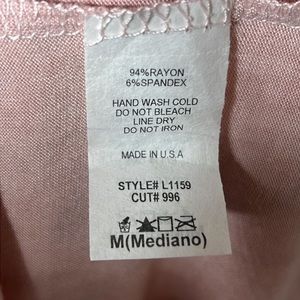 94%RAYON
6%SPANDEX
HAND WASH COLD
DO NOT BLEACH
LINE DRY
DO NOT IRON
MADE IN U.S.A
STYLE# L1159
CUT# 996
M(Mediano)